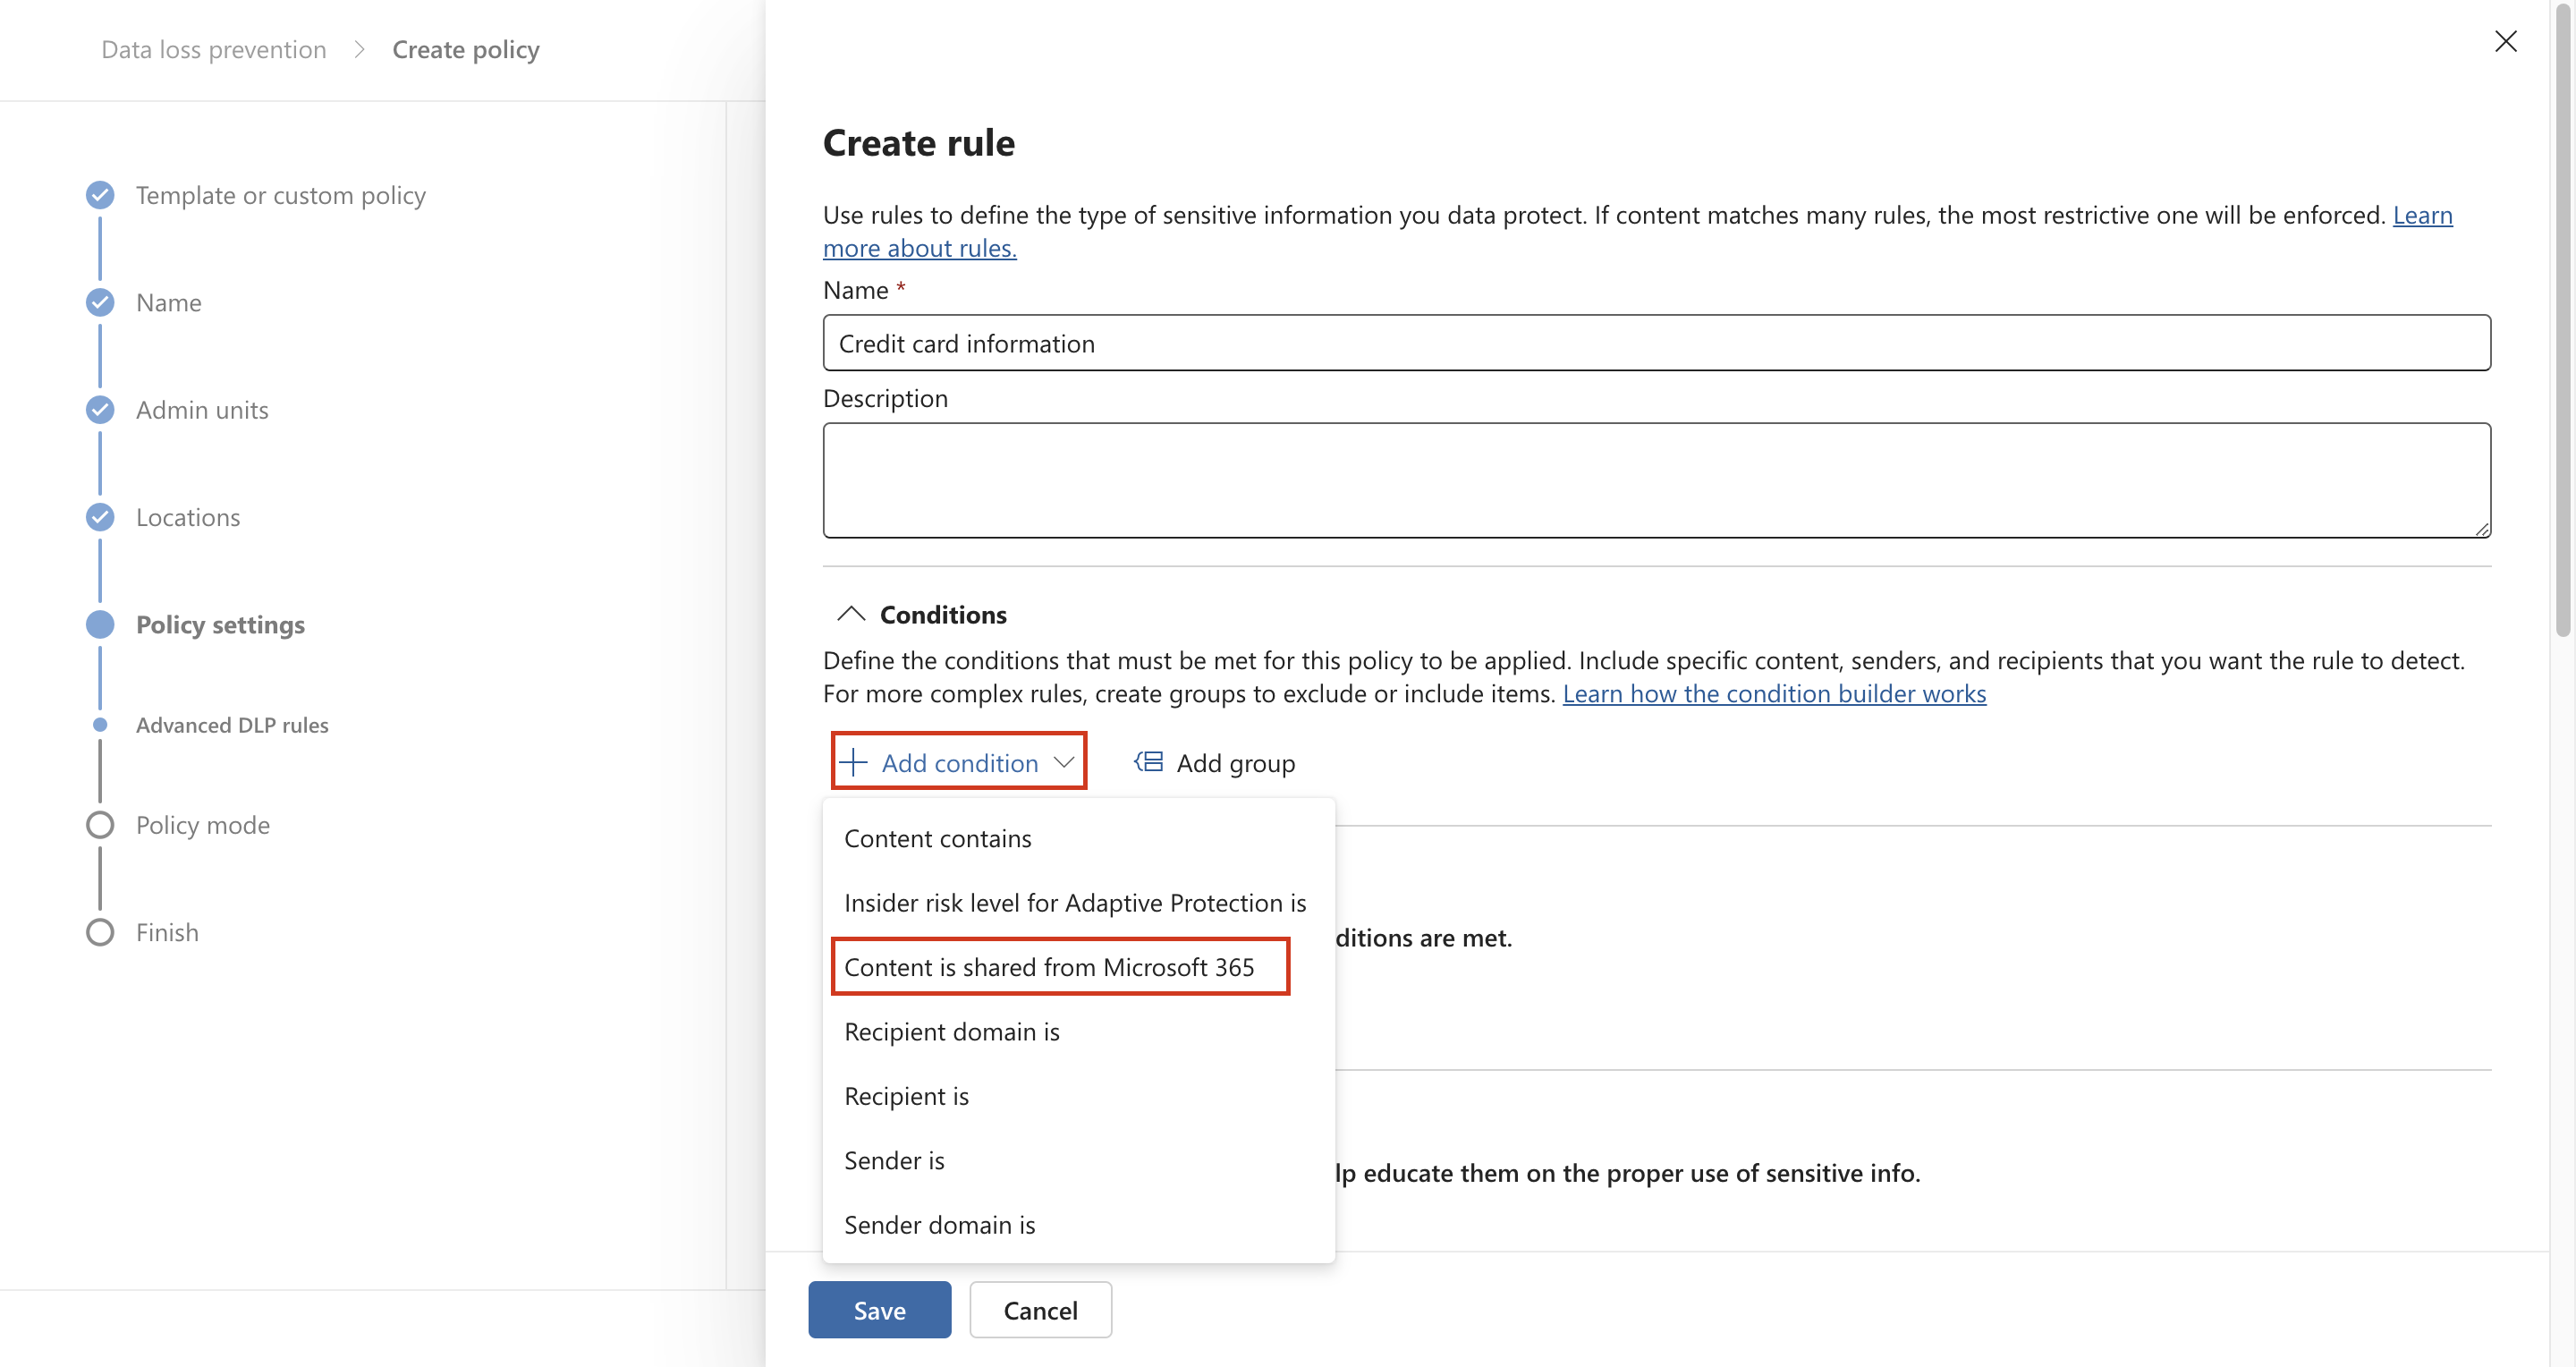 Data loss prevention > Create policy
Template or custom policy
Name
Admin units
Locations
Policy settings
Advanced DLP rules
Policy mode
Finish
Create rule
Use rules to define the type of sensitive information you data protect. If content matches many rules, the most restrictive one will be enforced. Learn
more about rules.
Name *
Credit card information
Description
Conditions
Define the conditions that must be met for this policy to be applied. Include specific content, senders, and recipients that you want the rule to detect.
For more complex rules, create groups to exclude or include items. Learn how the condition builder works
Add condition
Add group
Content contains
Insider risk level for Adaptive Protection is
ditions are met.
Content is shared from Microsoft 365
Recipient domain is
Recipient is
Sender is
lp educate them on the proper use of sensitive info.
Sender domain is
Save
Cancel